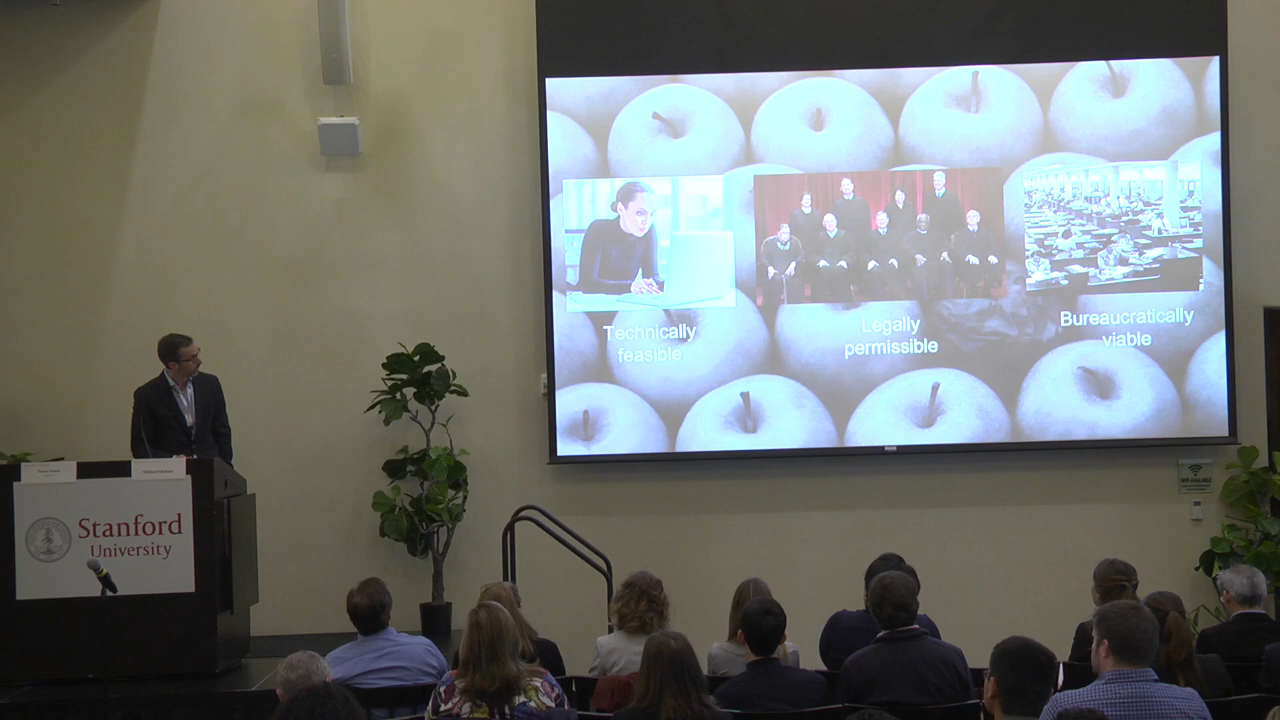 Technically
feasible
Legally
permissible
Bureaucratically
viable
Stanford
University